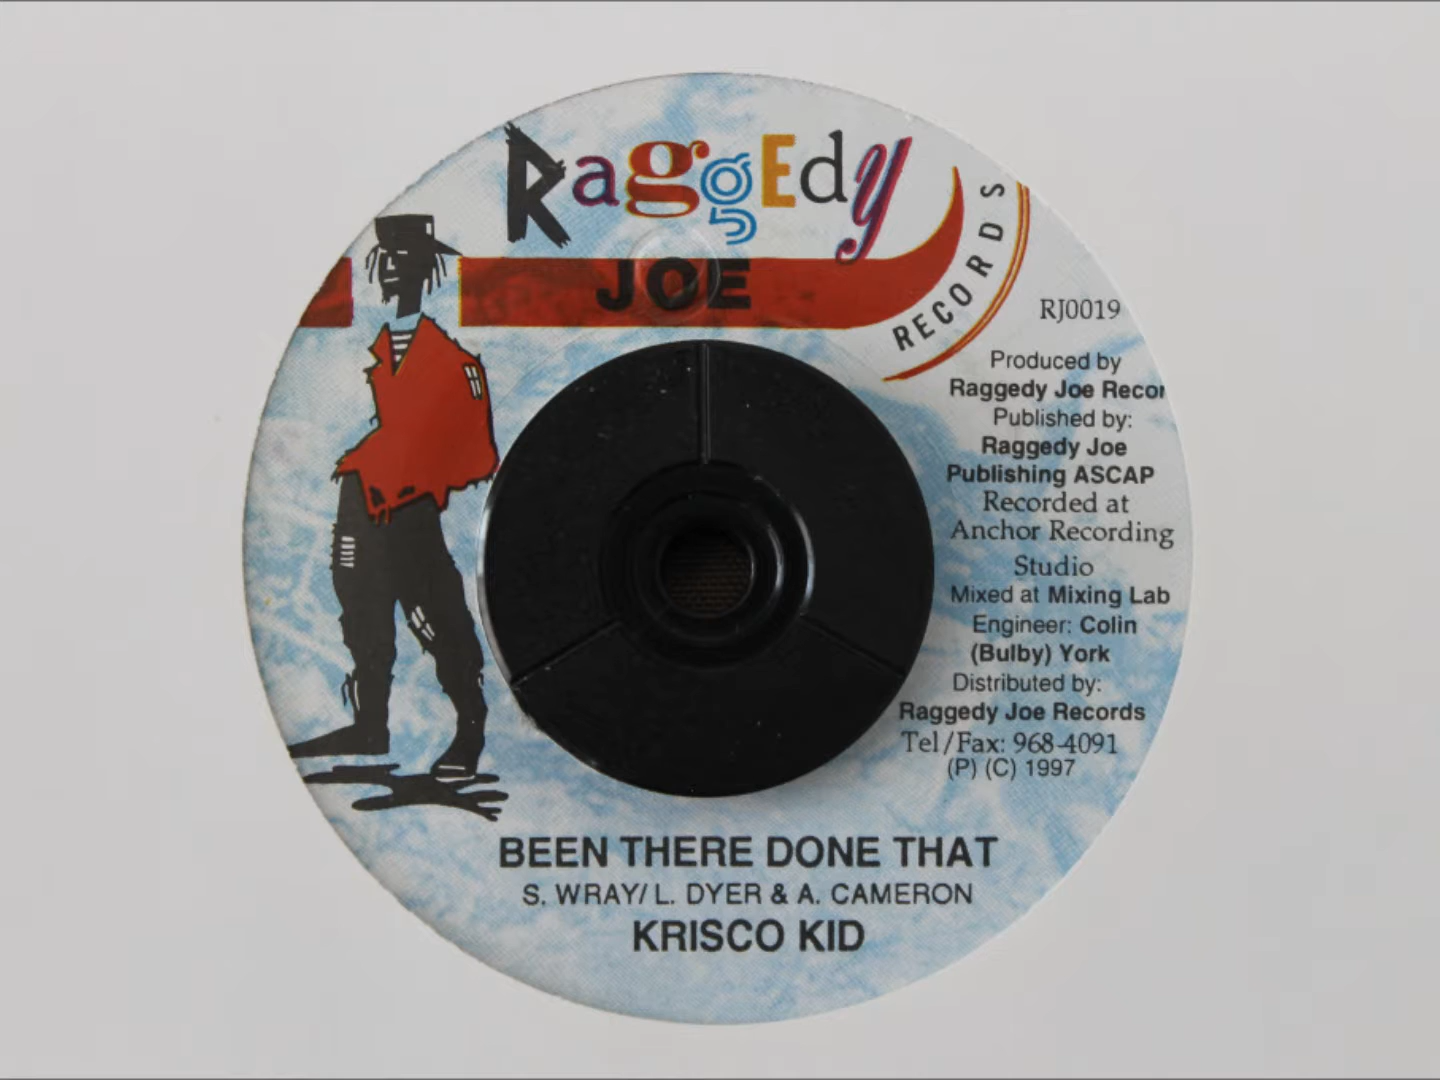 RaggEdy
JOE
RECORDS
RJ0019
Produced by
Raggedy Joe Recor
Published by:
Raggedy Joe
Publishing ASCAP
Recorded at
Anchor Recording
Studio
Mixed at Mixing Lab
Engineer: Colin
(Bulby) York
Distributed by:
Raggedy Joe Records
Tel/Fax: 968-4091
(P) (C) 1997
BEEN THERE DONE THAT
S. WRAY/ L. DYER & A. CAMERON
KRISCO KID